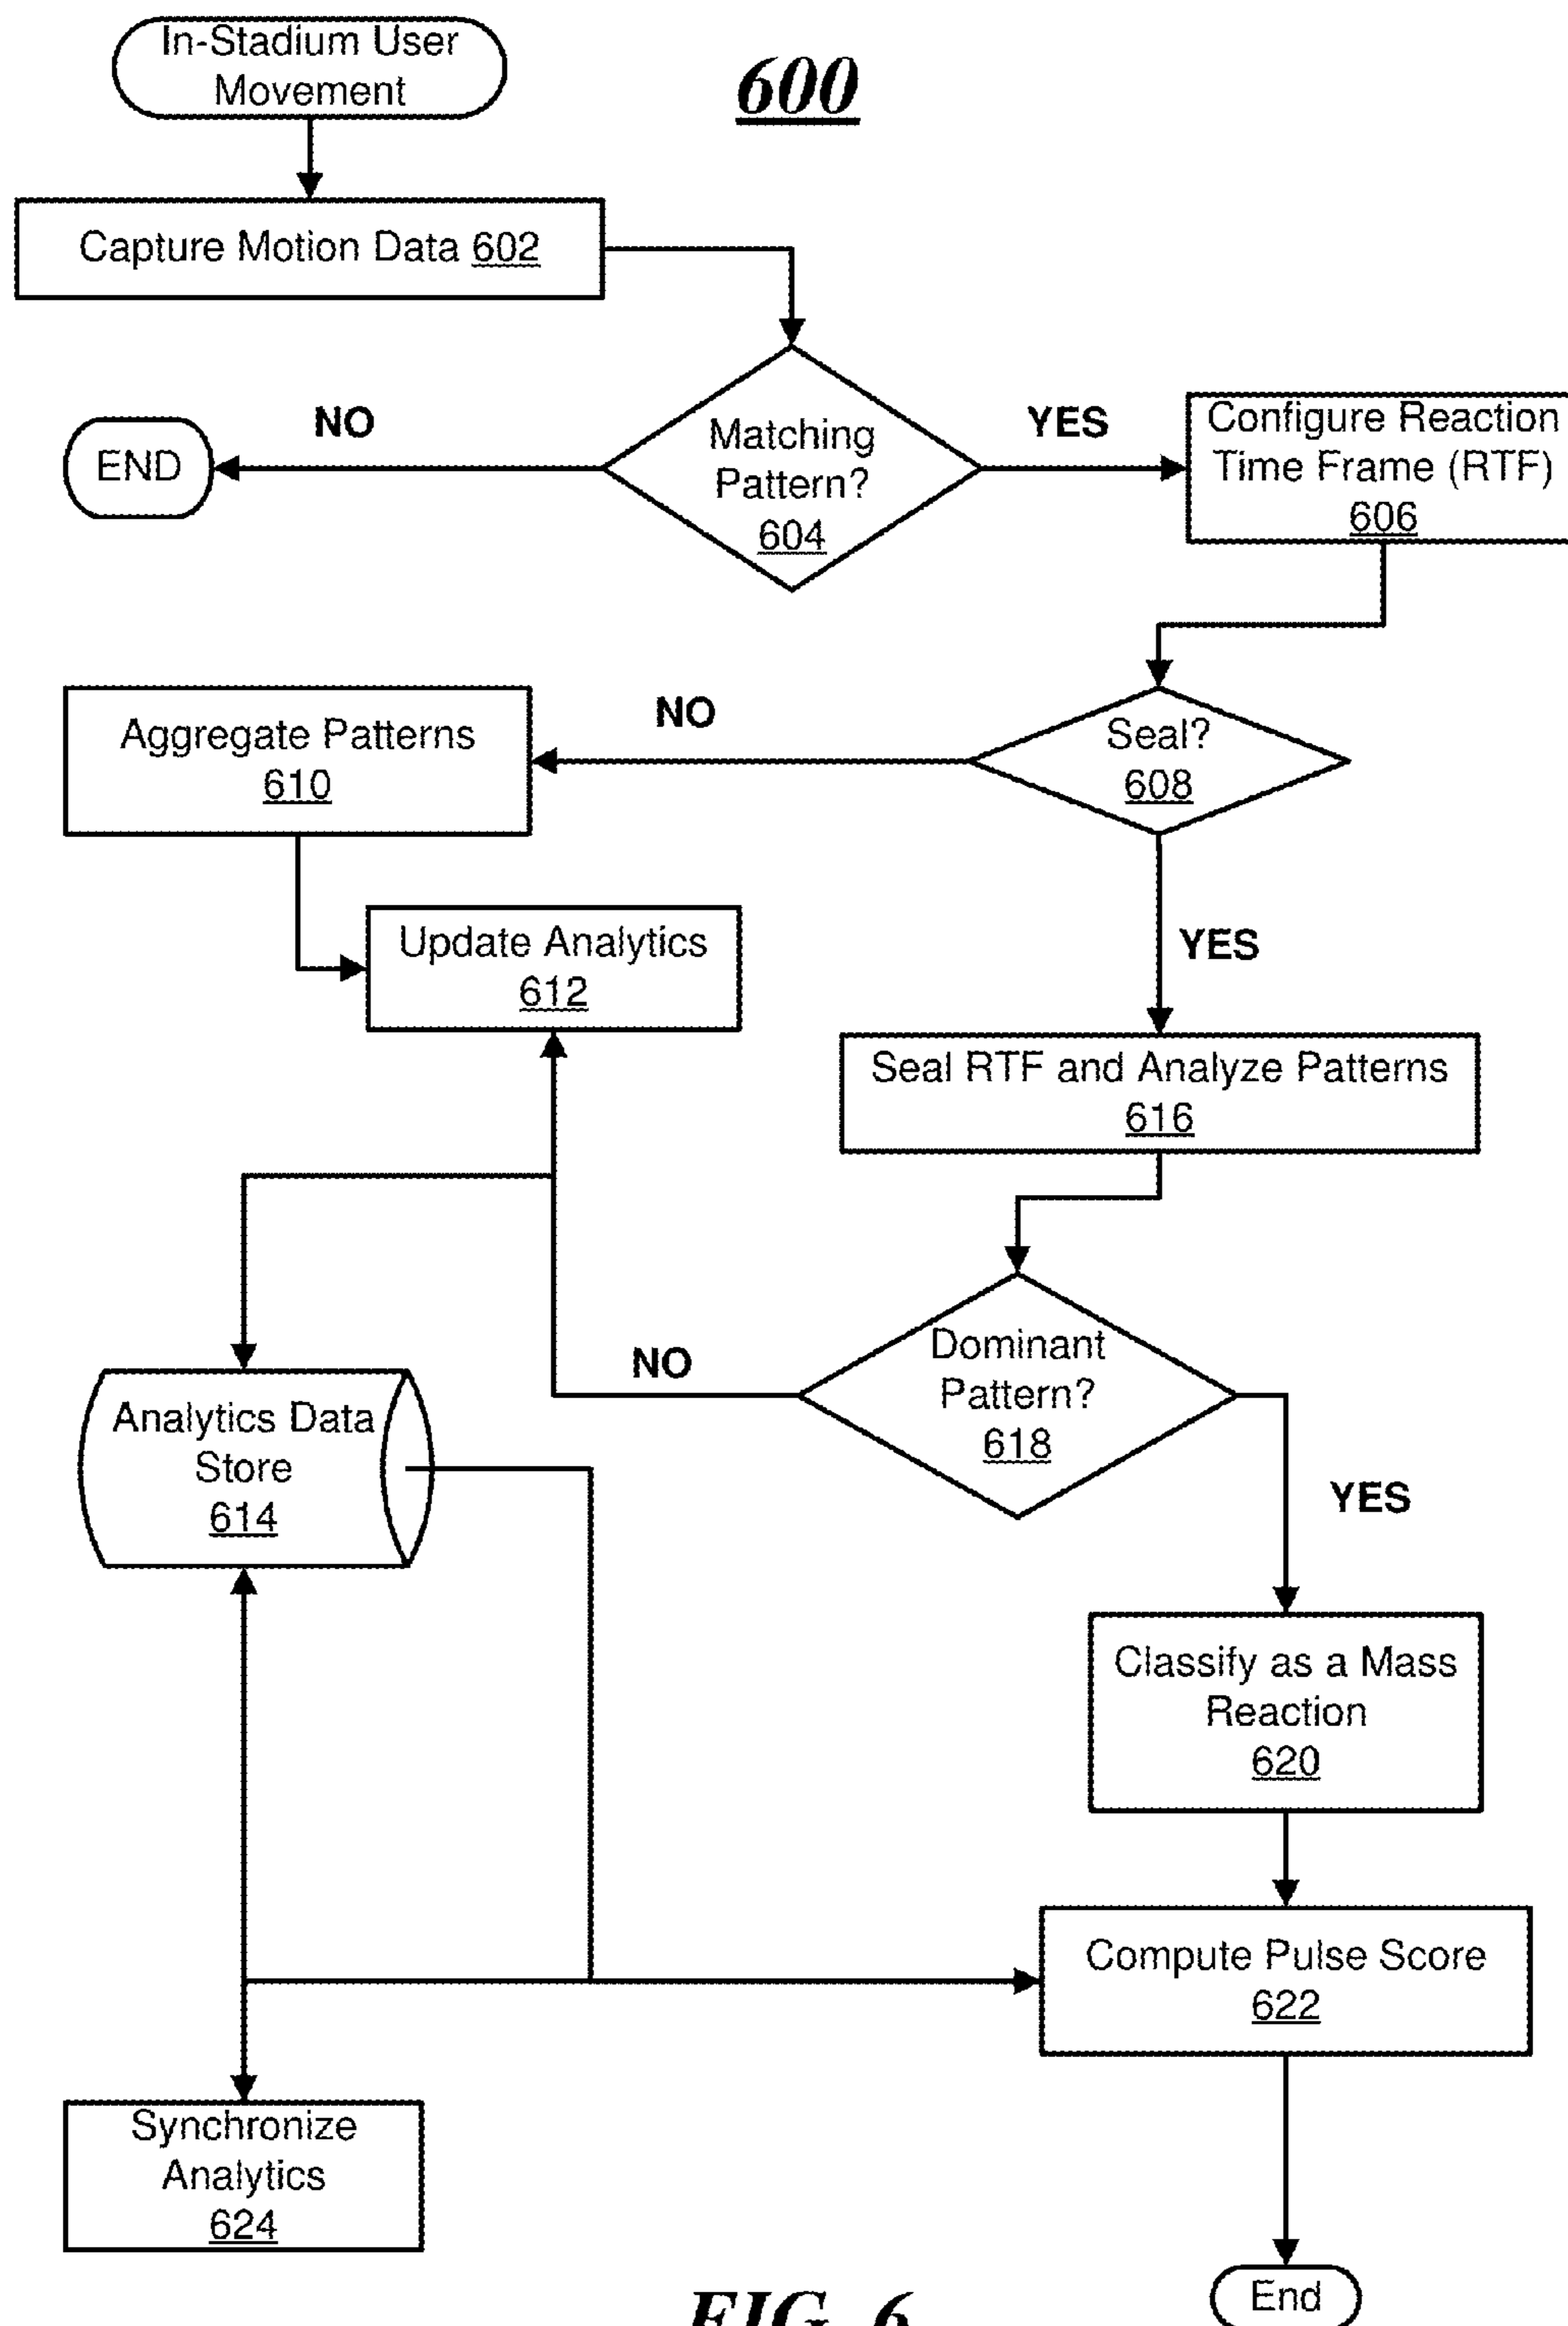 In-Stadium User
Movement
600
Capture Motion Data 602
NO
Matching
Pattern?
604
YES
END
Configure Reaction
Time Frame (RTF)
606
Aggregate Patterns
610
NO
Seal?
608
Update Analytics
612
YES
Seal RTF and Analyze Patterns
616
NO
Dominant
Pattern?
618
YES
Analytics Data
Store
614
Classify as a Mass
Reaction
620
Compute Pulse Score
622
Synchronize
Analytics
624
End
FIG. 6